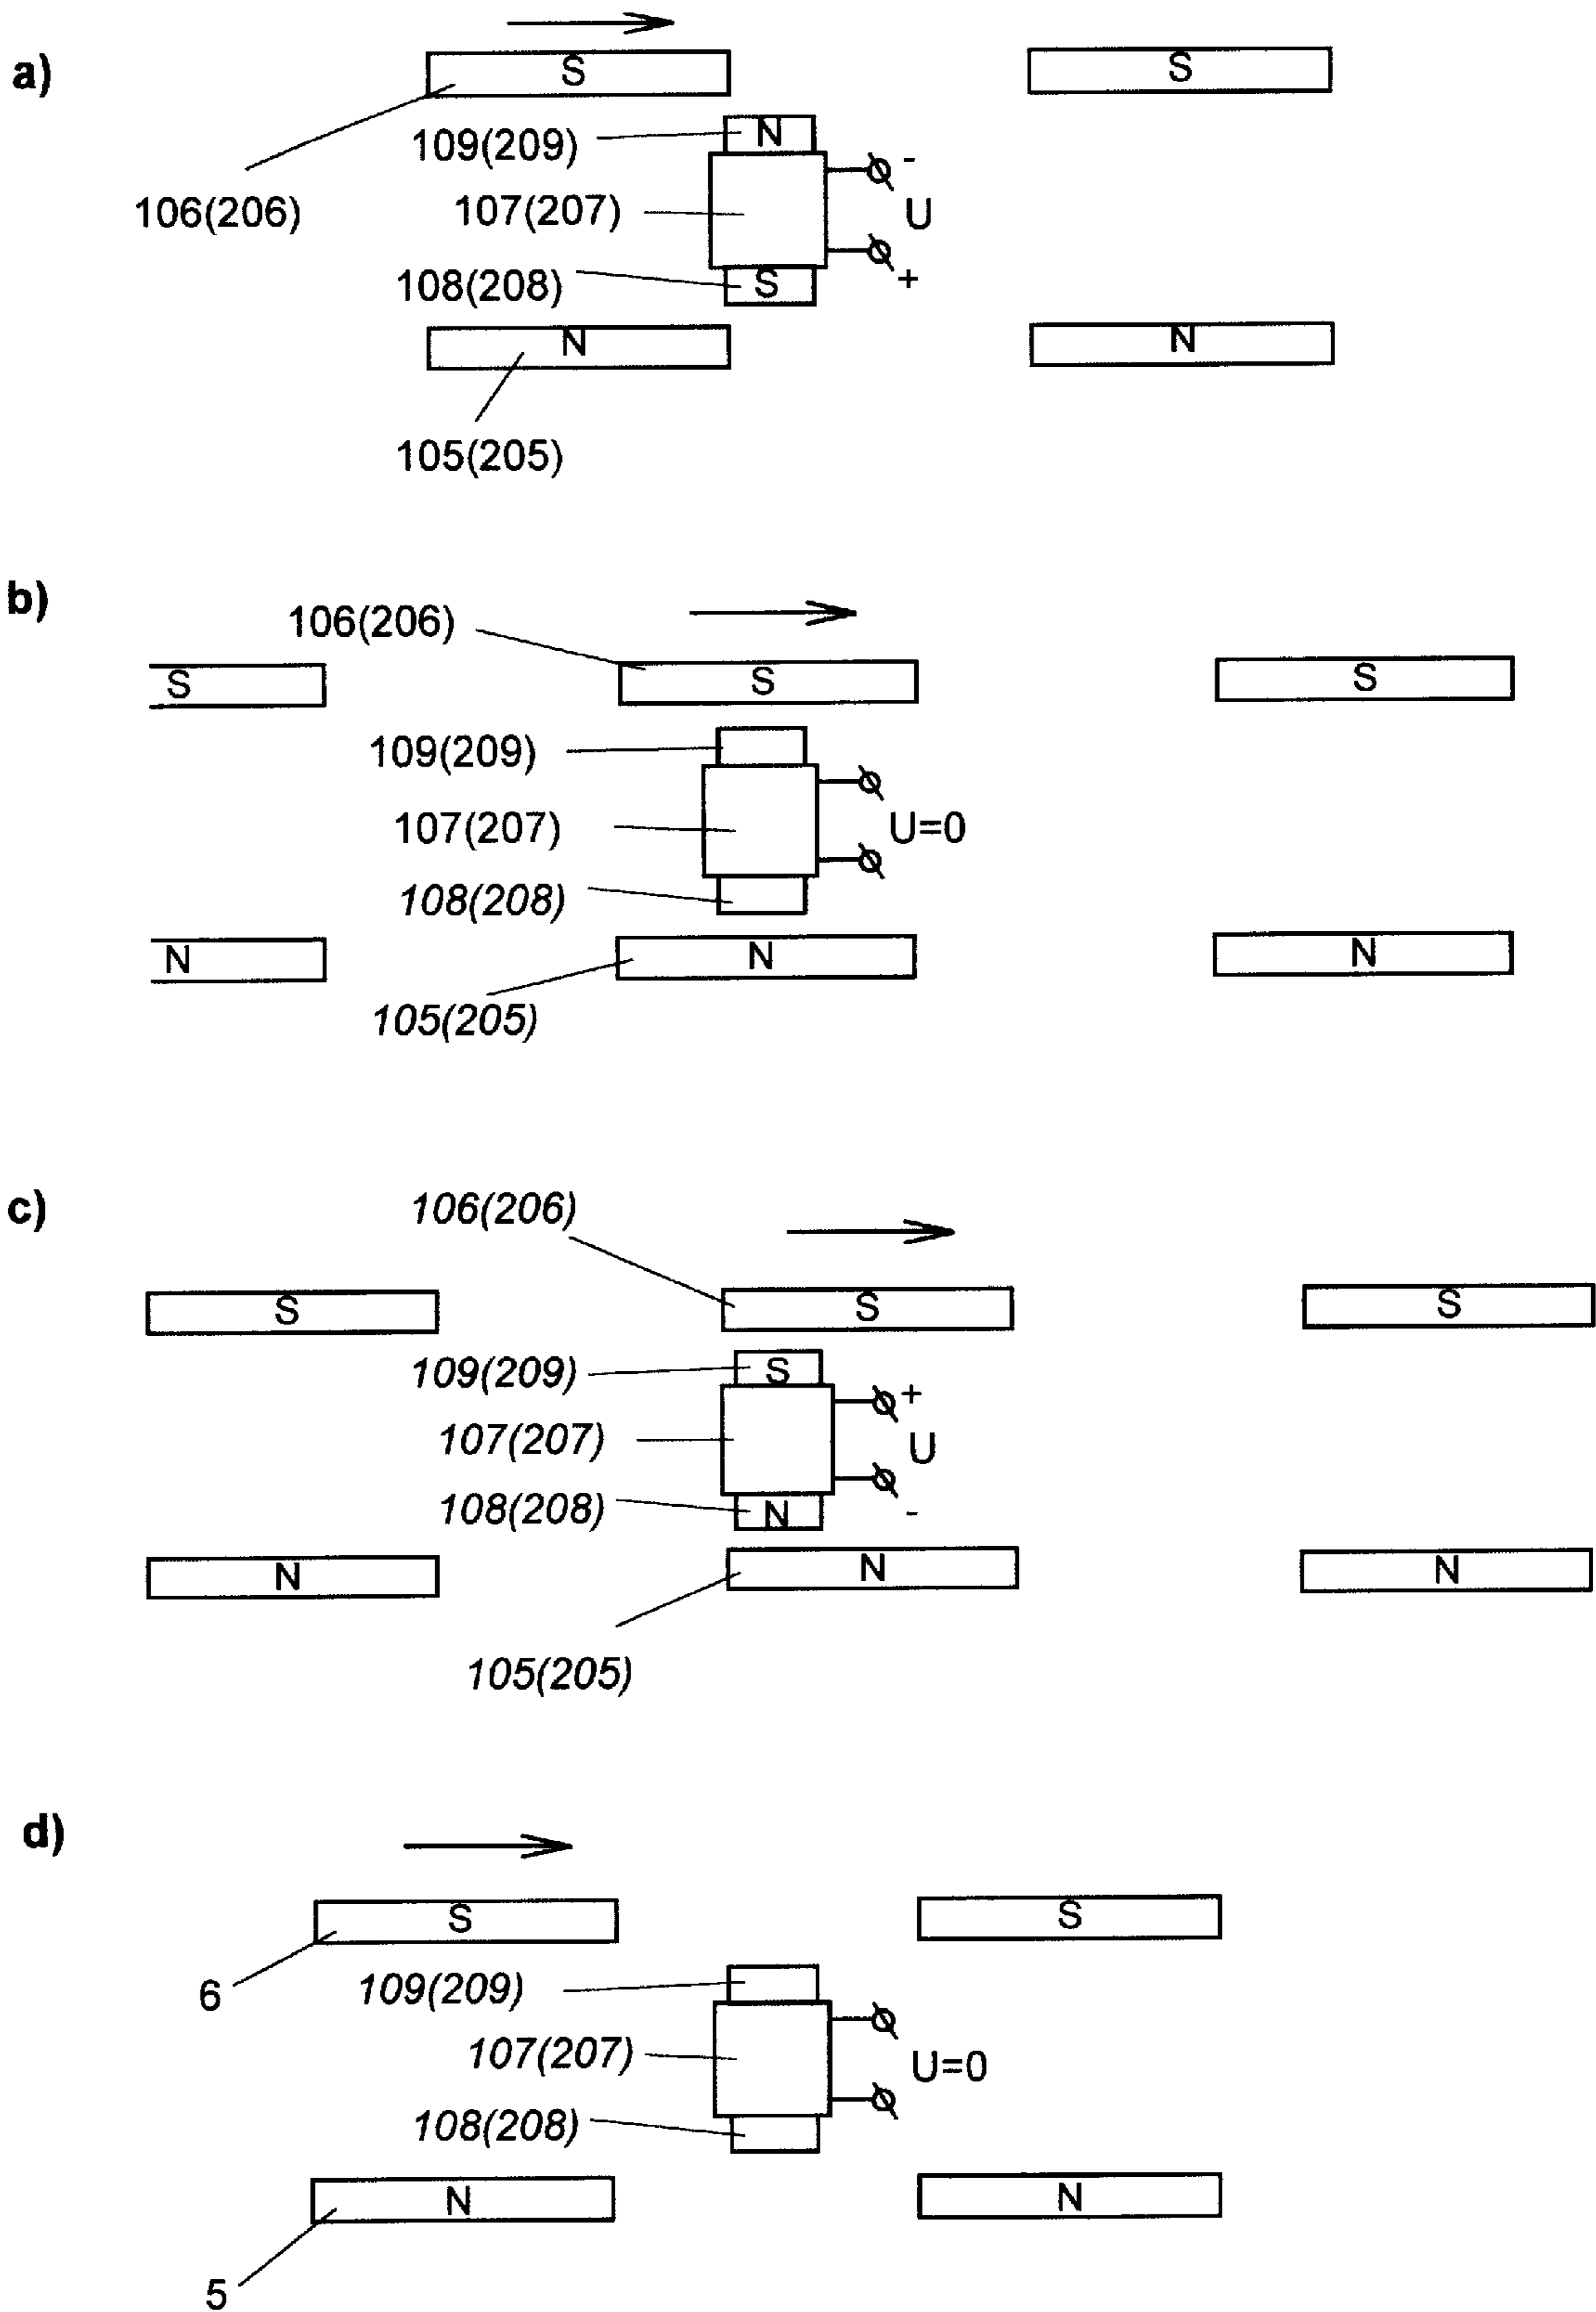 a)
S S
109(209) N -
106(206) 107(207) U
108(208) S +
N N
105(205)
b)
106(206)
S S S
109(209)
107(207) U=0
108(208)
N N N
105(205)
c)
106(206)
S S S
109(209) S +
107(207) U
108(208) N -
N N N
105(205)
d)
S S
6 109(209)
107(207) U=0
108(208)
N N
5